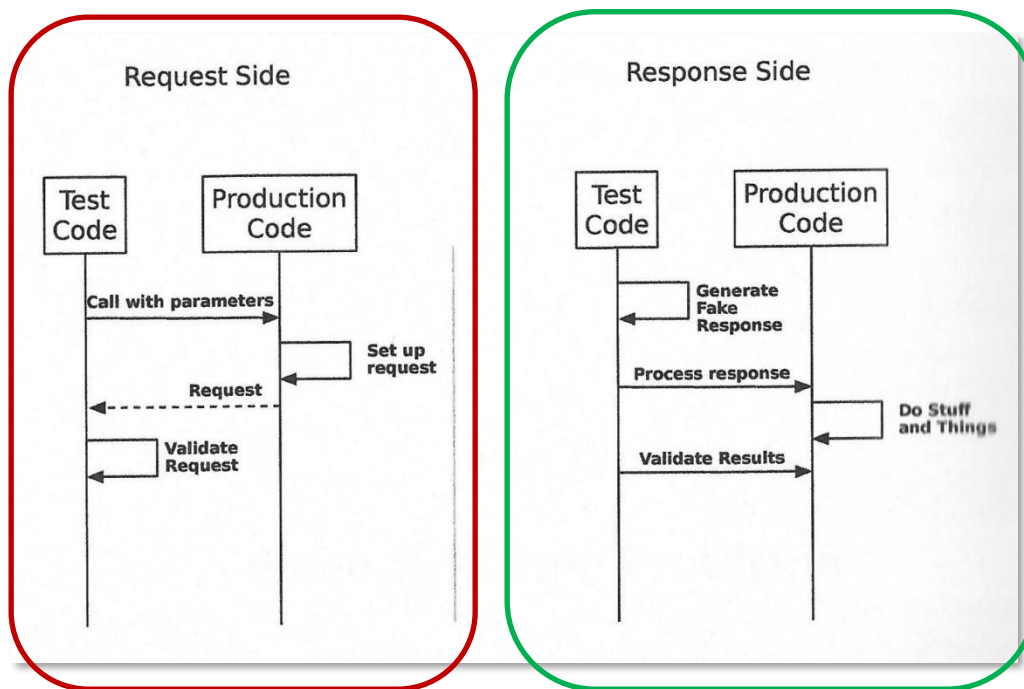 Request Side
Test
Code
Production
Code
Call with parameters
Set up
request
Request
Validate
Request
Response Side
Test
Code
Production
Code
Generate
Fake
Response
Process response
Do Stuff
and Things
Validate Results